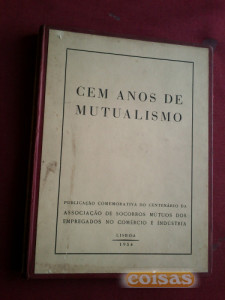 CEM ANOS DE
MUTUALISMO
PUBLICAÇÃO COMEMORATIVA DO CENTENÁRIO DA
ASSOCIAÇÃO DE SOCORROS MÚTUOS DOS
EMPREGADOS NO COMÉRCIO E INDÚSTRIA
LISBOA
coisas